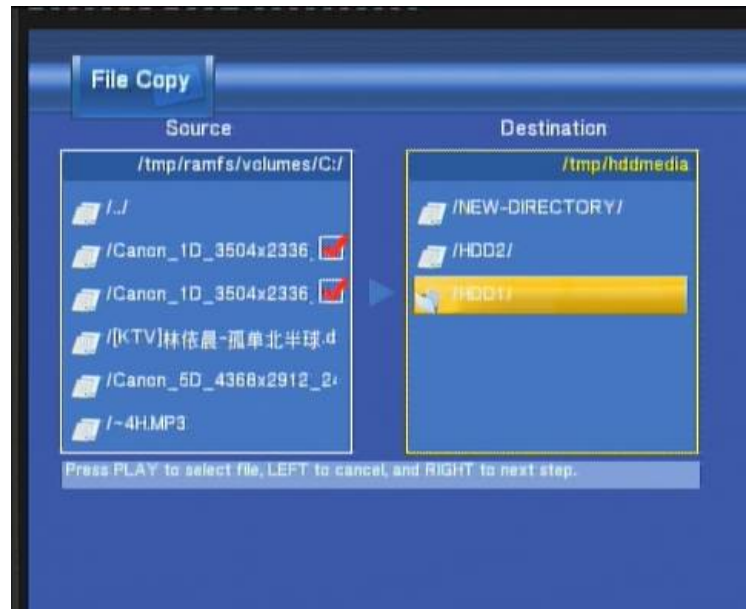 File Copy
Source
Destination
/tmp/ramfs/volumes/C:/
/../
/Canon_1D_3504x2336_
/Canon_1D_3504x2336_
/[KTV]林依晨-孤单北半球.d
/Canon_5D_4368x2912_24
/~4H.MP3
/tmp/hddmedia
/NEW-DIRECTORY/
/HDD2/
/HDD1/
Press PLAY to select file, LEFT to cancel, and RIGHT to next step.